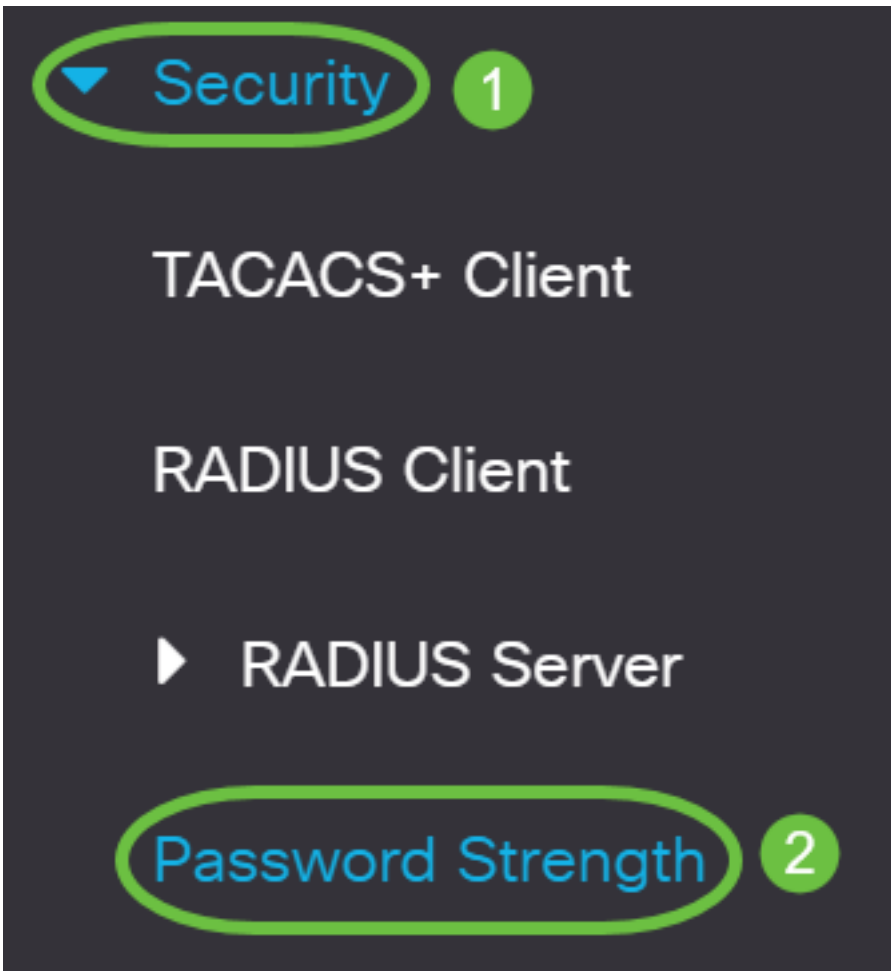 Security 1
TACACS+ Client
RADIUS Client
RADIUS Server
Password Strength 2